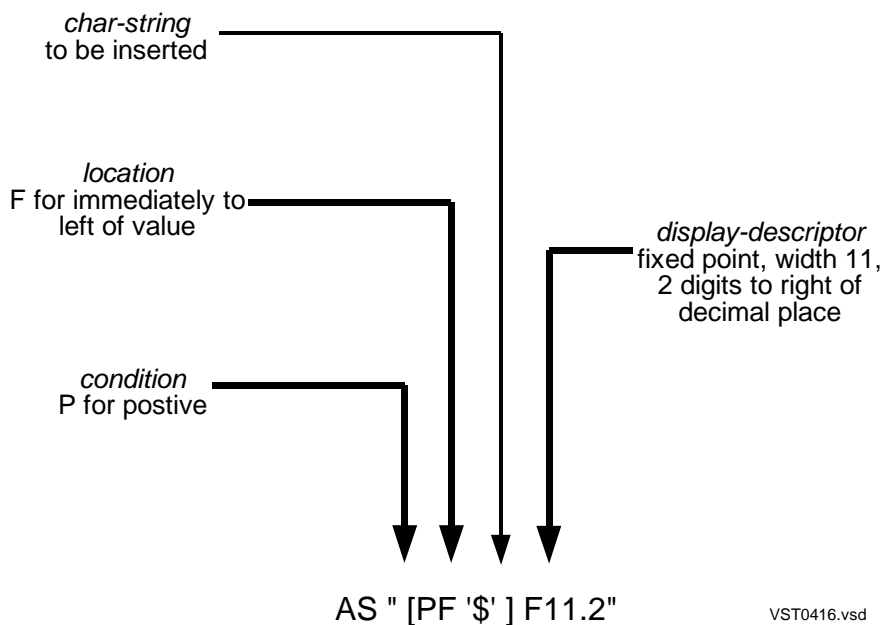 char-string
to be inserted
location
F for immediately to
left of value
display-descriptor
fixed point, width 11,
2 digits to right of
decimal place
condition
P for postive
AS " [PF '$' ] F11.2"
VST0416.vsd